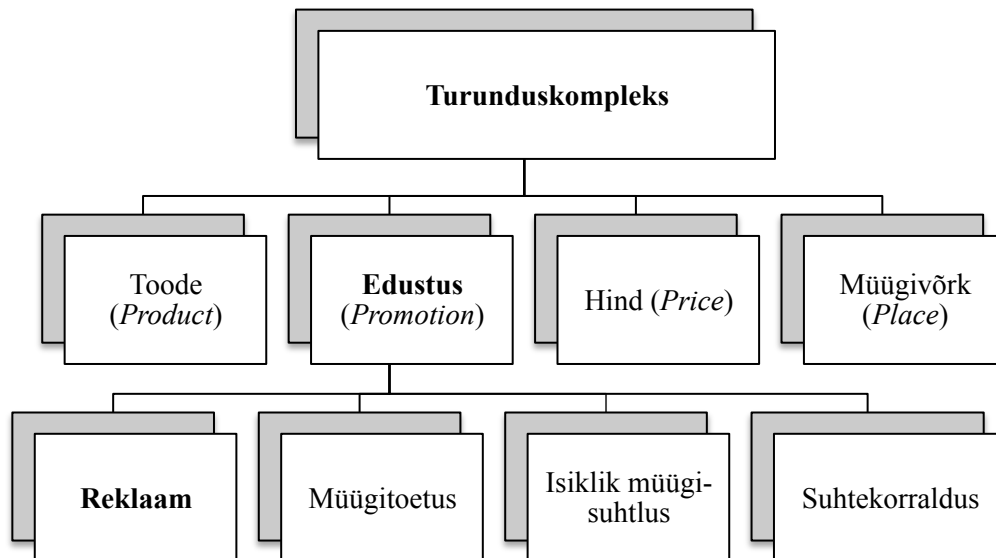 Turunduskompleks
Toode
(Product)
Edustus
(Promotion)
Hind (Price)
Müügivõrk
(Place)
Reklaam
Müügitoetus
Isiklik müügi-
suhtlus
Suhtekorraldus